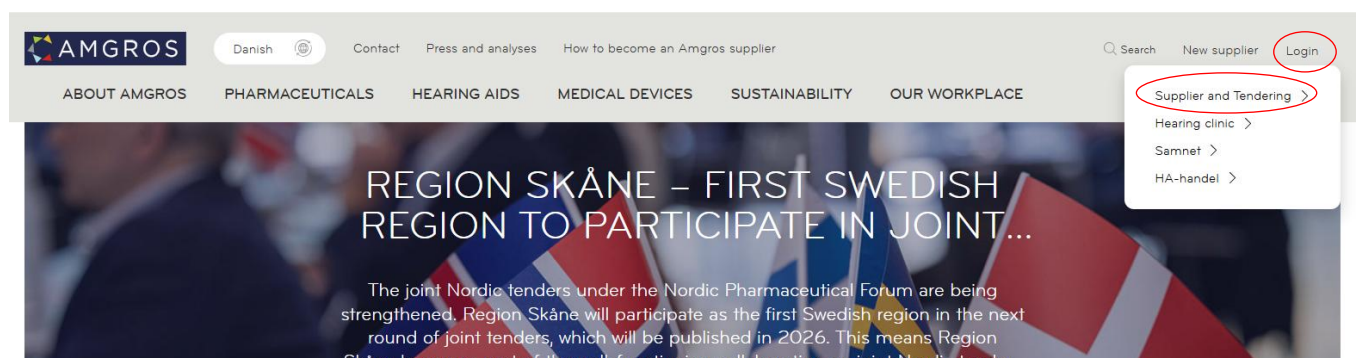 AMGROS
Danish
Contact
Press and analyses
How to become an Amgros supplier
Search
New supplier
Login
ABOUT AMGROS
PHARMACEUTICALS
HEARING AIDS
MEDICAL DEVICES
SUSTAINABILITY
OUR WORKPLACE
Supplier and Tendering >
Hearing clinic >
Samnet >
HA-handel >
REGION SKÅNE – FIRST SWEDISH
REGION TO PARTICIPATE IN JOINT...
The joint Nordic tenders under the Nordic Pharmaceutical Forum are being
strengthened. Region Skåne will participate as the first Swedish region in the next
round of joint tenders, which will be published in 2026. This means Region